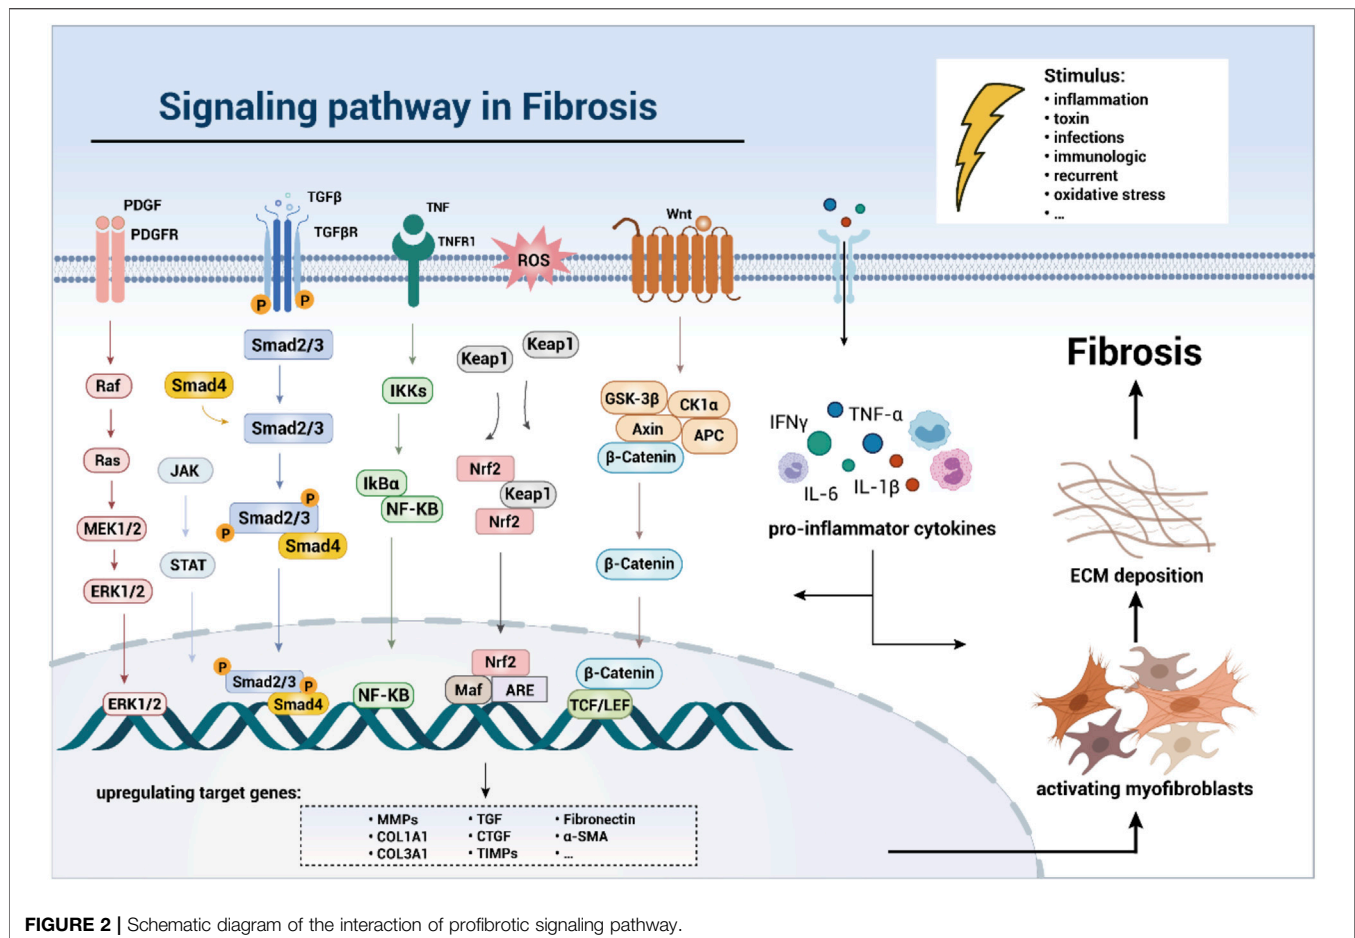 Signaling pathway in Fibrosis
Stimulus:
• inflammation
• toxin
• infections
• immunologic
• recurrent
• oxidative stress
• ...
PDGF
PDGFR
TGFβ
TGFβR
TNF
TNFR1
ROS
Wnt
P
P
Smad2/3
Keap1
Keap1
Raf
Smad4
IKKs
GSK-3β
CK1α
Smad2/3
Axin
APC
β-Catenin
Ras
JAK
Nrf2
IkBα
Keap1
NF-KB
Nrf2
P
Smad2/3
P
Smad4
MEK1/2
STAT
β-Catenin
ERK1/2
IFNγ
TNF-α
IL-6
IL-1β
pro-inflammator cytokines
Fibrosis
ECM deposition
activating myofibroblasts
P
Smad2/3
P
Smad4
ERK1/2
NF-KB
Nrf2
Maf
ARE
β-Catenin
TCF/LEF
upregulating target genes:
• MMPs
• COL1A1
• COL3A1
• TGF
• CTGF
• TIMPs
• Fibronectin
• α-SMA
• ...
FIGURE 2 | Schematic diagram of the interaction of profibrotic signaling pathway.